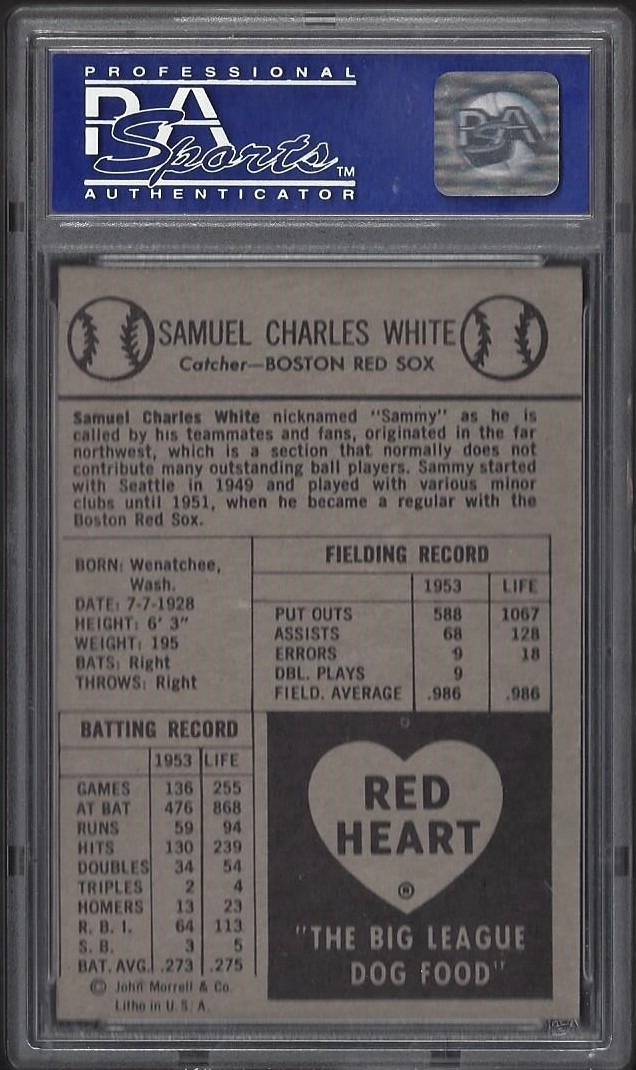 PROFESSIONAL
PSA
Sports™
AUTHENTICATOR
PSA
SAMUEL CHARLES WHITE
Catcher—BOSTON RED SOX
Samuel Charles White nicknamed "Sammy" as he is
called by his teammates and fans, originated in the far
northwest, which is a section that normally does not
contribute many outstanding ball players. Sammy started
with Seattle in 1949 and played with various minor
clubs until 1951, when he became a regular with the
Boston Red Sox.
BORN: Wenatchee,
Wash.
DATE: 7-7-1928
HEIGHT: 6' 3"
WEIGHT: 195
BATS: Right
THROWS: Right
FIELDING RECORD
1953 LIFE
PUT OUTS 588 1067
ASSISTS 68 128
ERRORS 9 18
DBL. PLAYS 9
FIELD. AVERAGE .986 .986
BATTING RECORD
1953 LIFE
GAMES 136 255
AT BAT 476 868
RUNS 59 94
HITS 130 239
DOUBLES 34 54
TRIPLES 2 4
HOMERS 13 23
R. B. I. 64 113
S. B. 3 5
BAT. AVG. .273 .275
© John Morrell & Co.
Litho in U.S.A.
RED
HEART
®
"THE BIG LEAGUE
DOG FOOD"
PSA